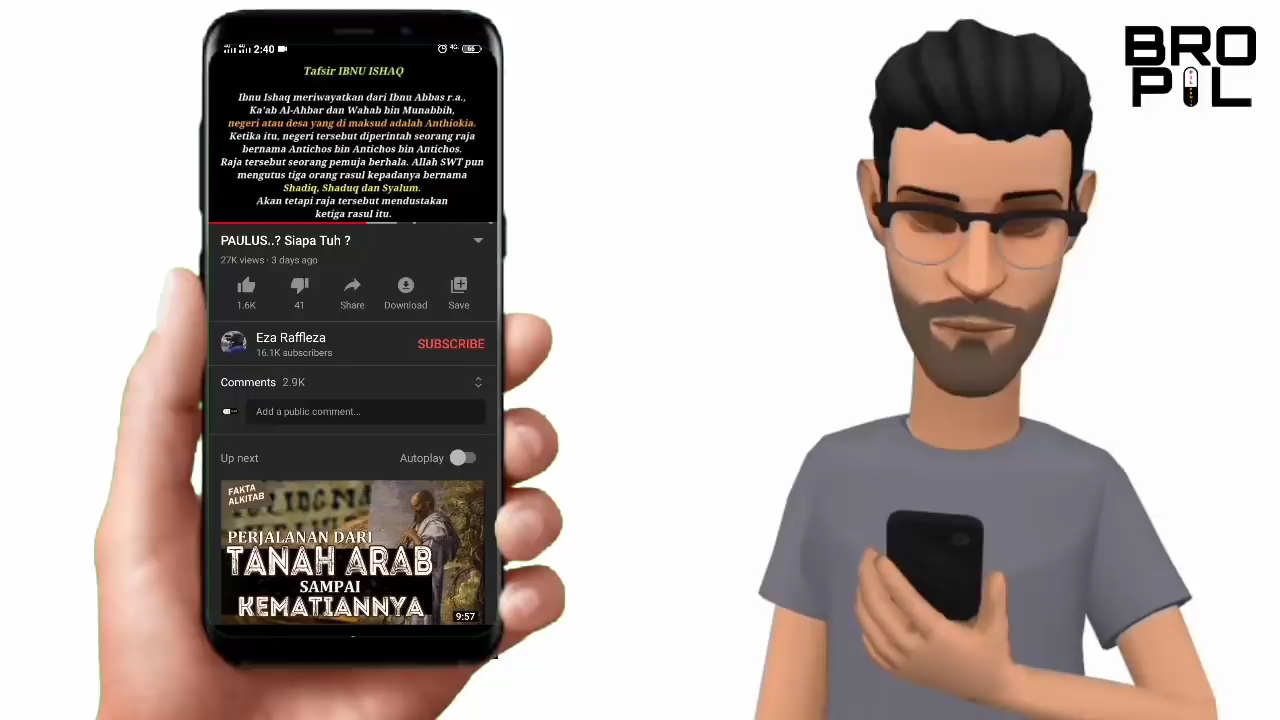 2:40
4G
66
Tafsir IBNU ISHAQ
Ibnu Ishaq meriwayatkan dari Ibnu Abbas r.a.,
Ka'ab Al-Ahbar dan Wahab bin Munabbih,
negeri atau desa yang di maksud adalah Anthiokia.
Ketika itu, negeri tersebut diperintah seorang raja
bernama Antichos bin Antichos bin Antichos.
Raja tersebut seorang pemuja berhala. Allah SWT pun
mengutus tiga orang rasul kepadanya bernama
Shadiq, Shaduq dan Syalum.
Akan tetapi raja tersebut mendustakan
ketiga rasul itu.
PAULUS..? Siapa Tuh ?
27K views · 3 days ago
1.6K 41 Share Download Save
Eza Raffleza
SUBSCRIBE
16.1K subscribers
Comments 2.9K
Add a public comment...
Up next Autoplay
FAKTA
ALKITAB
PERJALANAN DARI
TANAH ARAB
SAMPAI
KEMATIANNYA
9:57
BRO
PIL